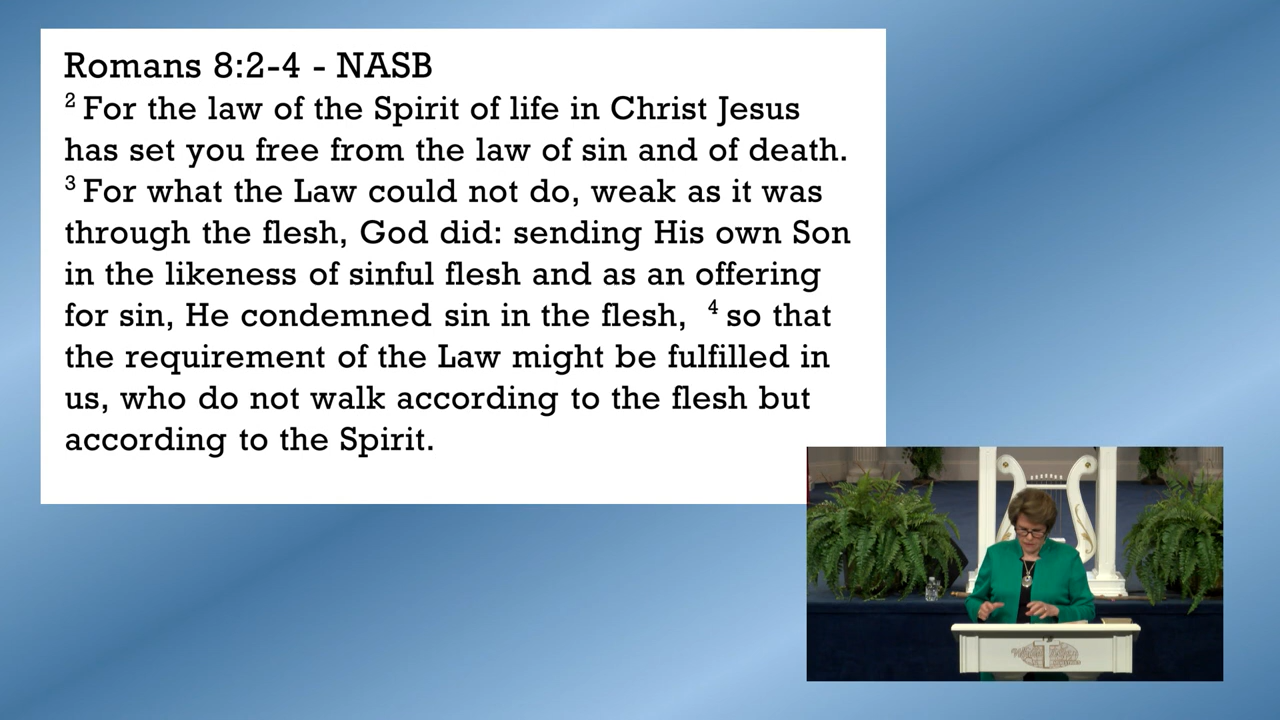 Romans 8:2-4 - NASB
2 For the law of the Spirit of life in Christ Jesus
has set you free from the law of sin and of death.
3 For what the Law could not do, weak as it was
through the flesh, God did: sending His own Son
in the likeness of sinful flesh and as an offering
for sin, He condemned sin in the flesh, 4 so that
the requirement of the Law might be fulfilled in
us, who do not walk according to the flesh but
according to the Spirit.